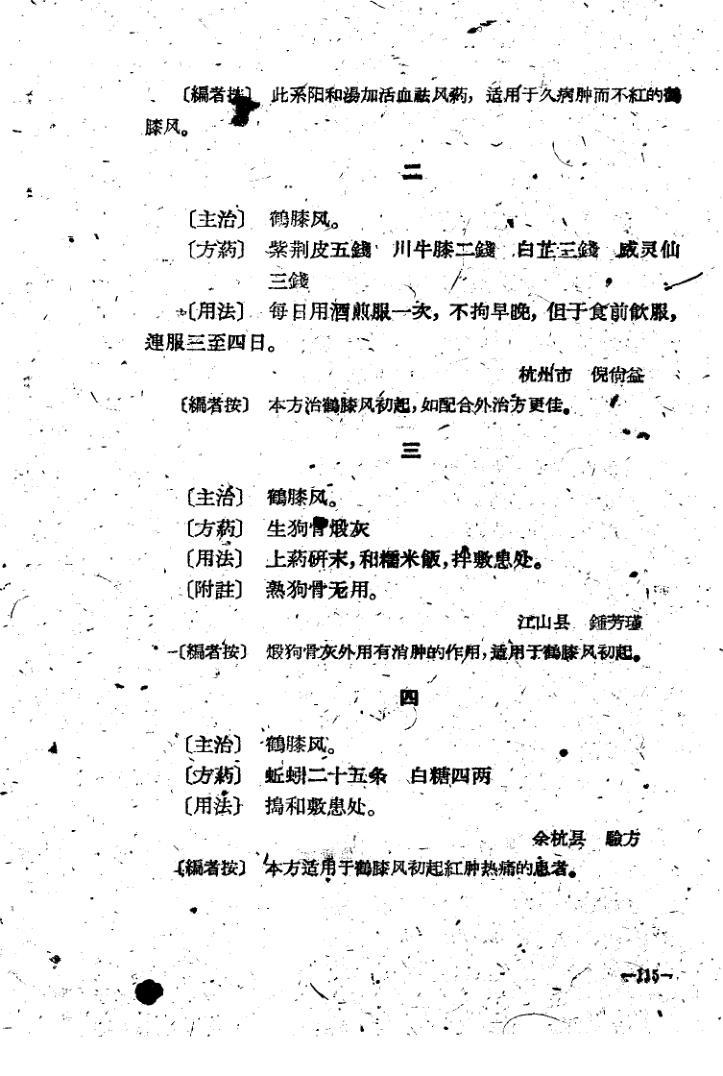 〔編者按〕 此系阳和湯加活血祛风葯，适用于久病肿而不紅的鶴
膝风。
二
〔主治〕 鶴膝风。
〔方葯〕 紫荆皮五錢 川牛膝二錢 白芷三錢 威灵仙
三錢
〔用法〕 每日用酒煎服一次，不拘早晚，但于食前飲服，
連服三至四日。
杭州市 倪尙益
〔編者按〕 本方治鶴膝风初起，如配合外治方更佳。
三
〔主治〕 鶴膝风。
〔方葯〕 生狗骨煅灰
〔用法〕 上葯研末，和糯米飯，拌敷患处。
〔附註〕 熟狗骨无用。
江山县 鍾芳瑾
〔編者按〕 煅狗骨灰外用有消肿的作用，适用于鶴膝风初起。
四
〔主治〕 鶴膝风。
〔方葯〕 蚯蚓二十五条 白糖四两
〔用法〕 搗和敷患处。
余杭县 驗方
〔編者按〕 本方适用于鶴膝风初起紅肿热痛的患者。
—115—